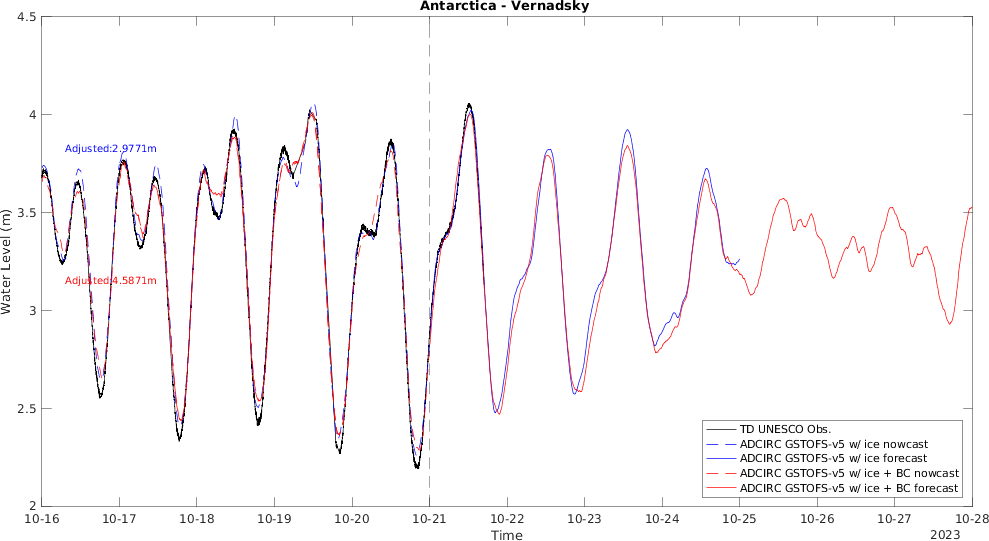 Antarctica - Vernadsky
Water Level (m)
4.5
4
3.5
3
2.5
2
Adjusted:2.9771m
Adjusted:4.5871m
TD UNESCO Obs.
ADCIRC GSTOFS-v5 w/ ice nowcast
ADCIRC GSTOFS-v5 w/ ice forecast
ADCIRC GSTOFS-v5 w/ ice + BC nowcast
ADCIRC GSTOFS-v5 w/ ice + BC forecast
10-16 10-17 10-18 10-19 10-20 10-21 10-22 10-23 10-24 10-25 10-26 10-27 10-28
Time
2023